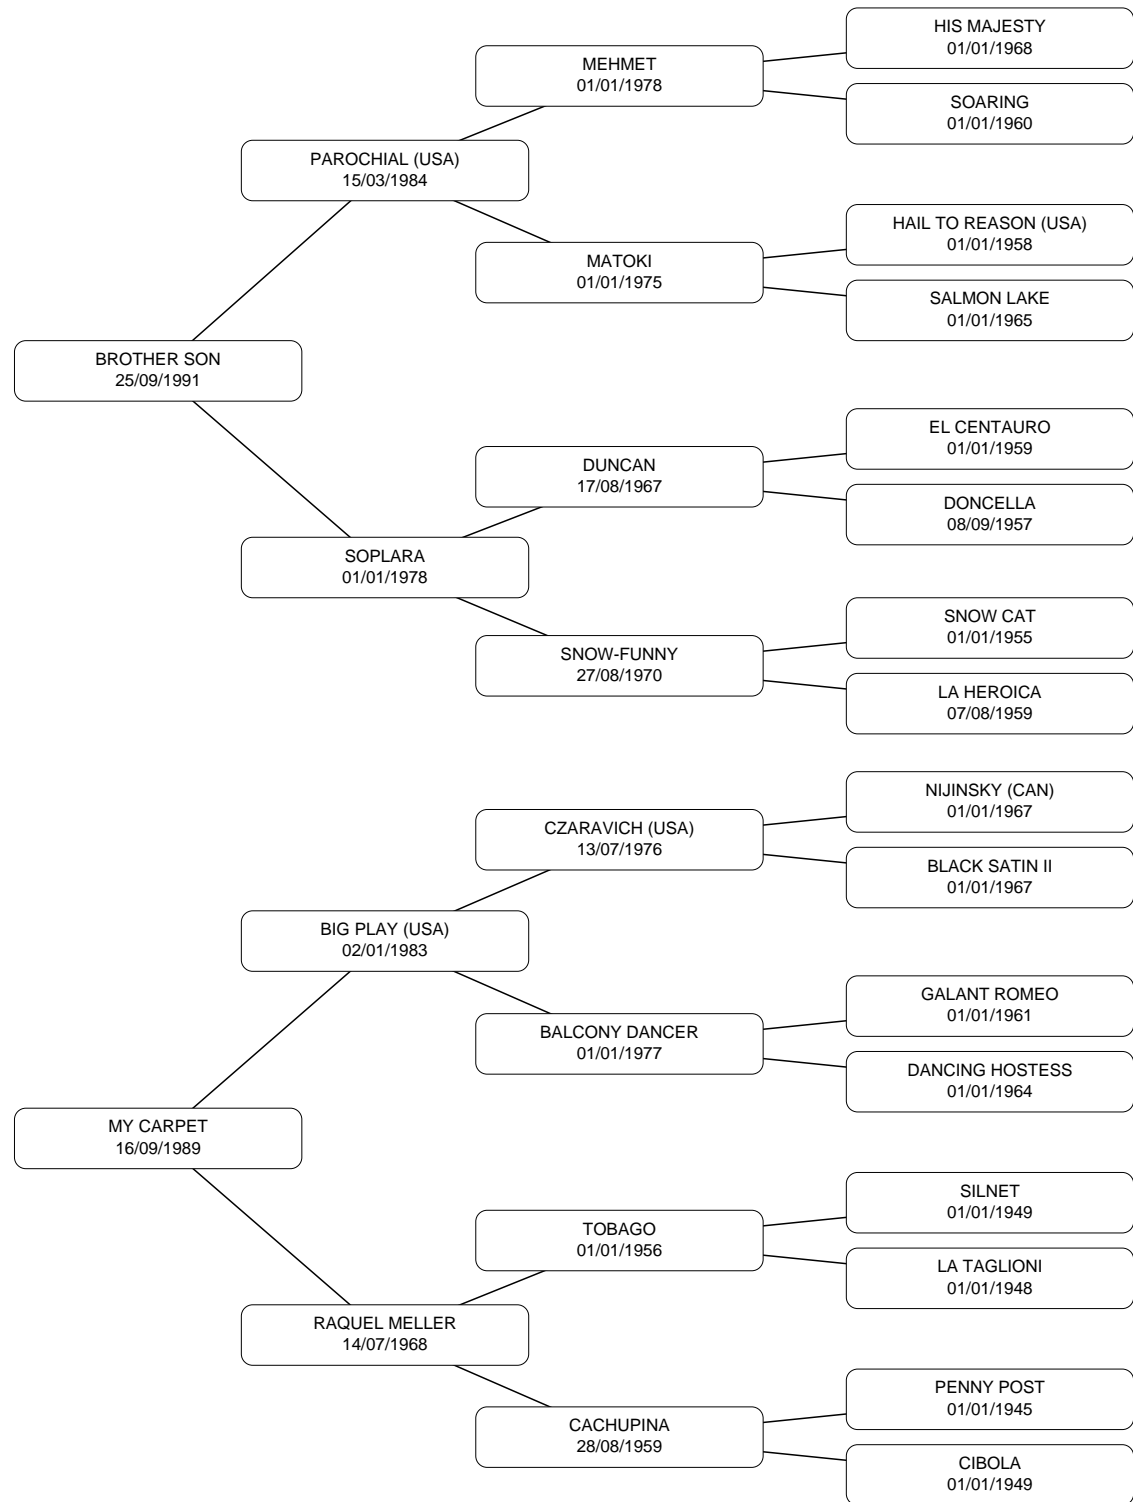 HIS MAJESTY
01/01/1968
MEHMET
01/01/1978
SOARING
01/01/1960
PAROCHIAL (USA)
15/03/1984
HAIL TO REASON (USA)
01/01/1958
MATOKI
01/01/1975
SALMON LAKE
01/01/1965
BROTHER SON
25/09/1991
EL CENTAURO
01/01/1959
DUNCAN
17/08/1967
DONCELLA
08/09/1957
SOPLARA
01/01/1978
SNOW CAT
01/01/1955
SNOW-FUNNY
27/08/1970
LA HEROICA
07/08/1959
NIJINSKY (CAN)
01/01/1967
CZARAVICH (USA)
13/07/1976
BLACK SATIN II
01/01/1967
BIG PLAY (USA)
02/01/1983
GALANT ROMEO
01/01/1961
BALCONY DANCER
01/01/1977
DANCING HOSTESS
01/01/1964
MY CARPET
16/09/1989
SILNET
01/01/1949
TOBAGO
01/01/1956
LA TAGLIONI
01/01/1948
RAQUEL MELLER
14/07/1968
PENNY POST
01/01/1945
CACHUPINA
28/08/1959
CIBOLA
01/01/1949